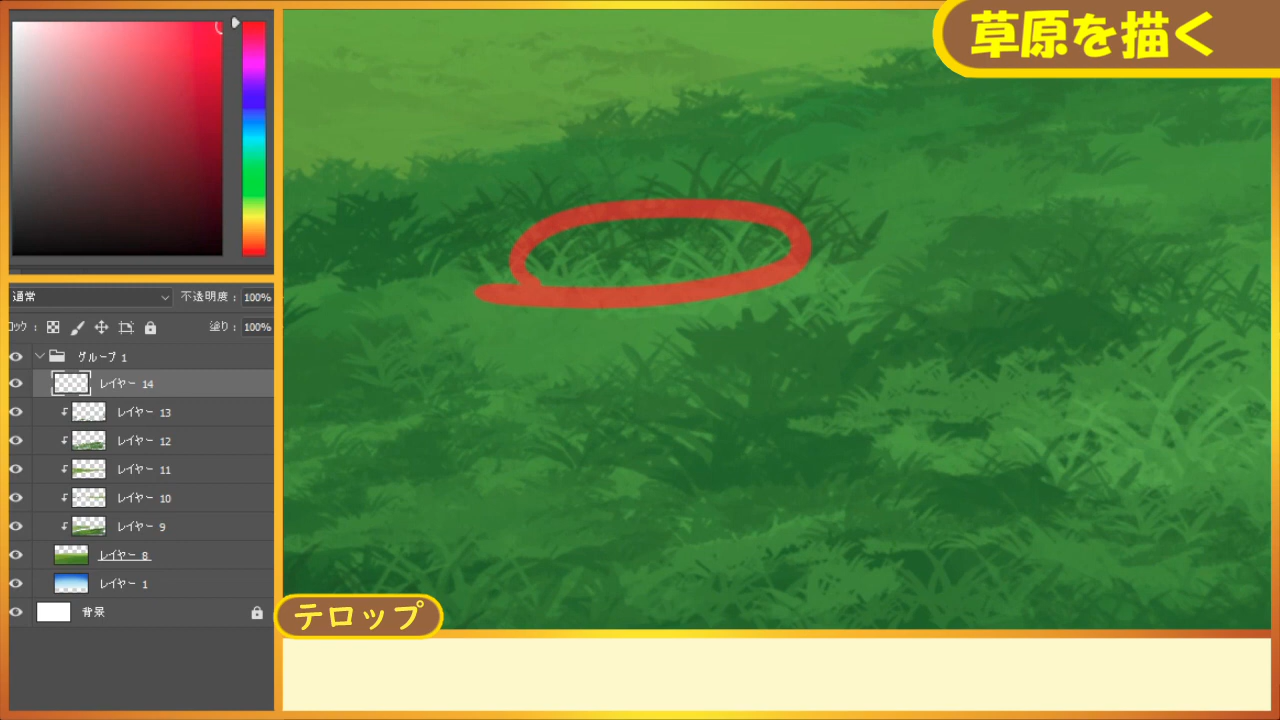 草原を描く
通常
不透明度： 100%
ロック：
塗り： 100%
グループ 1
レイヤー 14
レイヤー 13
レイヤー 12
レイヤー 11
レイヤー 10
レイヤー 9
レイヤー 8
レイヤー 1
背景
テロップ